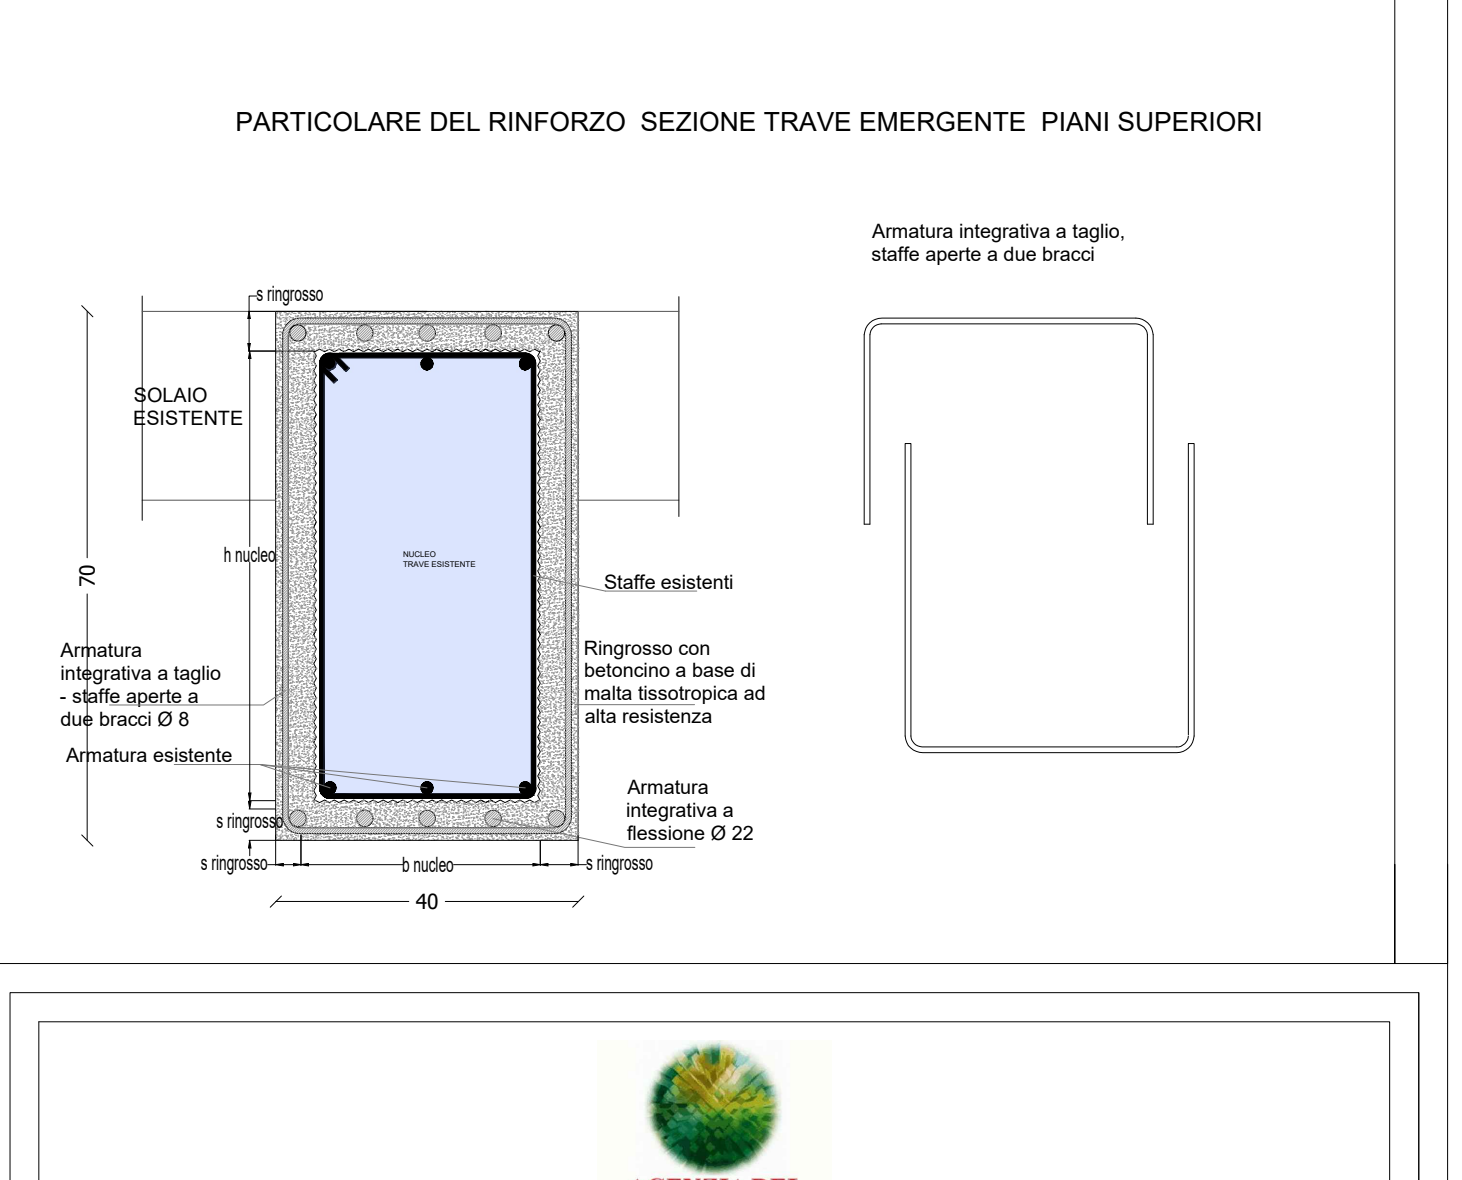 PARTICOLARE DEL RINFORZO SEZIONE TRAVE EMERGENTE PIANI SUPERIORI
Armatura integrativa a taglio,
staffe aperte a due bracci
s ringrosso
SOLAIO
ESISTENTE
h nucleo
NUCLEO
TRAVE ESISTENTE
70
Staffe esistenti
Armatura
integrativa a taglio
- staffe aperte a
due bracci Ø 8
Ringrosso con
betoncino a base di
malta tissotropica ad
alta resistenza
Armatura esistente
Armatura
integrativa a
flessione Ø 22
s ringrosso
s ringrosso
b nucleo
s ringrosso
40